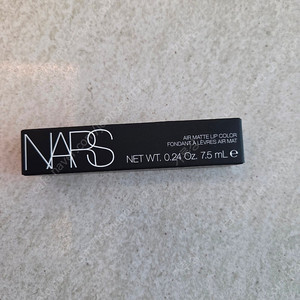 NARS
AIR MATTE LIP COLOR
FONDANT À LÈVRES AIR MAT
NET WT. 0.24 Oz. 7.5 mL ℮